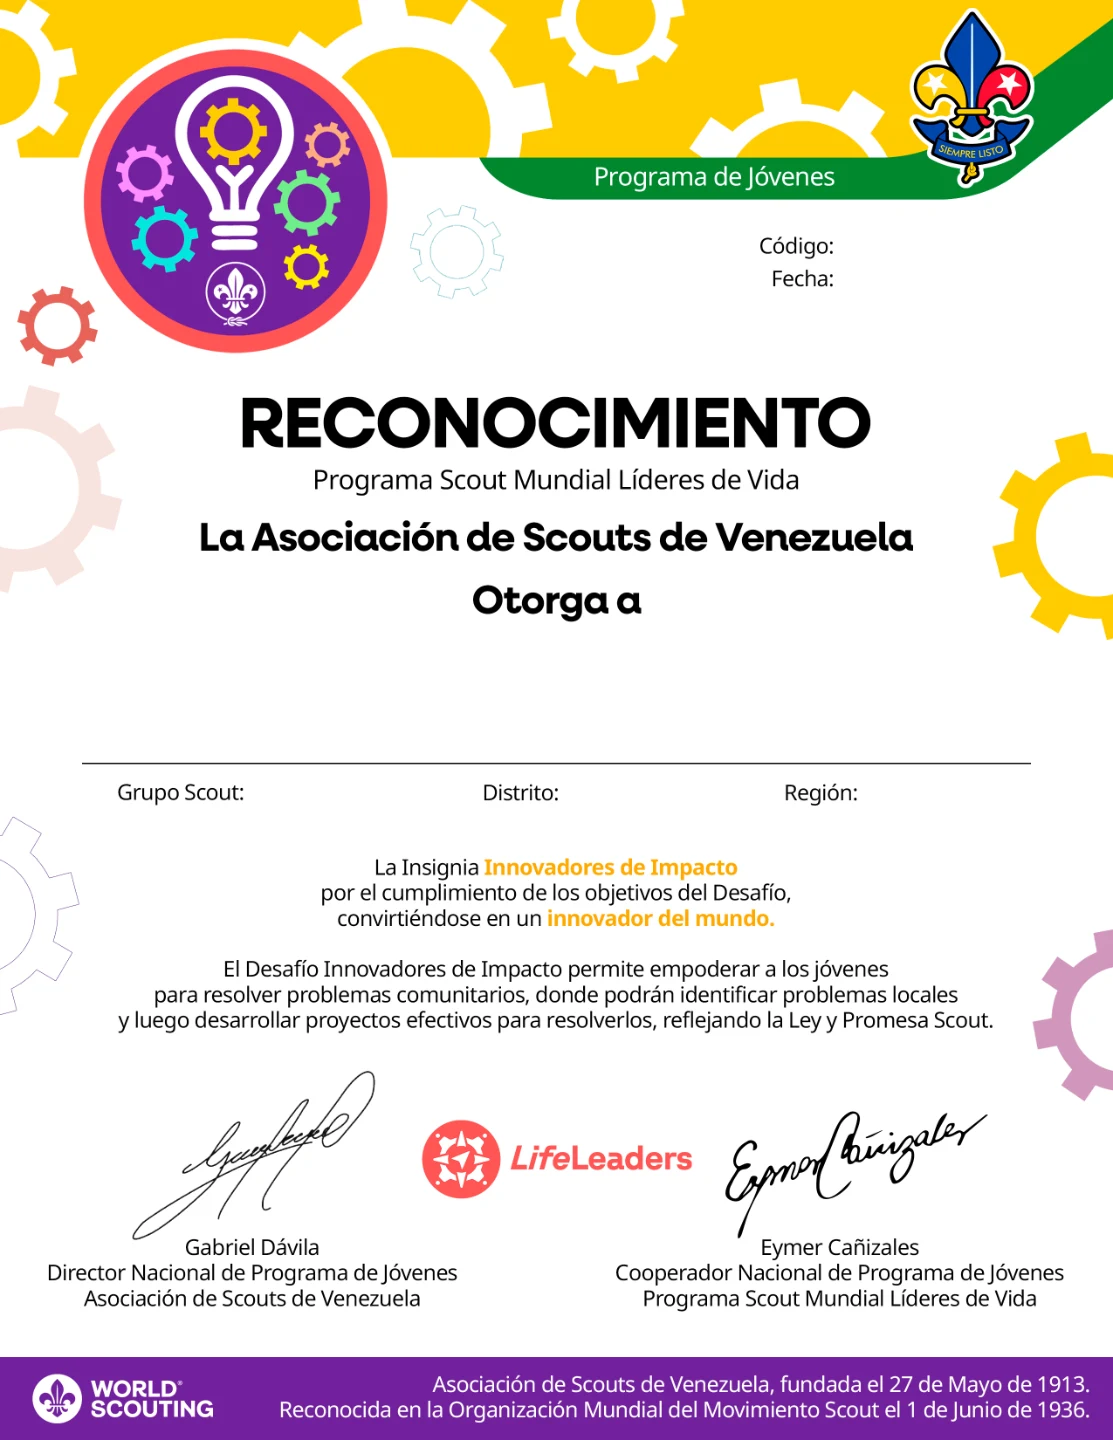 SIEMPRE LISTO
Programa de Jóvenes
Código:
Fecha:
RECONOCIMIENTO
Programa Scout Mundial Líderes de Vida
La Asociación de Scouts de Venezuela
Otorga a
Grupo Scout: Distrito: Región:
La Insignia Innovadores de Impacto
por el cumplimiento de los objetivos del Desafío,
convirtiéndose en un innovador del mundo.
El Desafío Innovadores de Impacto permite empoderar a los jóvenes
para resolver problemas comunitarios, donde podrán identificar problemas locales
y luego desarrollar proyectos efectivos para resolverlos, reflejando la Ley y Promesa Scout.
LifeLeaders
Eymer Cañizales
Gabriel Dávila
Director Nacional de Programa de Jóvenes
Asociación de Scouts de Venezuela
Eymer Cañizales
Cooperador Nacional de Programa de Jóvenes
Programa Scout Mundial Líderes de Vida
WORLD®
SCOUTING
Asociación de Scouts de Venezuela, fundada el 27 de Mayo de 1913.
Reconocida en la Organización Mundial del Movimiento Scout el 1 de Junio de 1936.